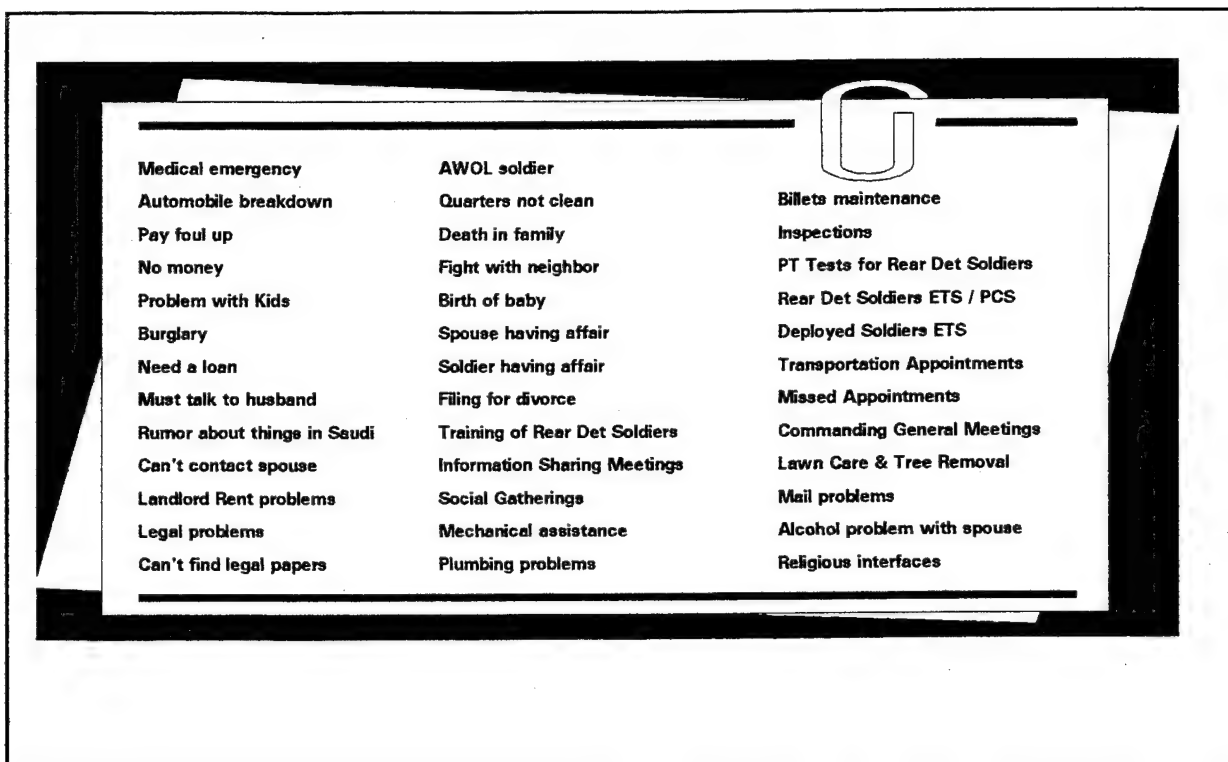 Medical emergency
Automobile breakdown
Pay foul up
No money
Problem with Kids
Burglary
Need a loan
Must talk to husband
Rumor about things in Saudi
Can't contact spouse
Landlord Rent problems
Legal problems
Can't find legal papers
AWOL soldier
Quarters not clean
Death in family
Fight with neighbor
Birth of baby
Spouse having affair
Soldier having affair
Filing for divorce
Training of Rear Det Soldiers
Information Sharing Meetings
Social Gatherings
Mechanical assistance
Plumbing problems
Billets maintenance
Inspections
PT Tests for Rear Det Soldiers
Rear Det Soldiers ETS / PCS
Deployed Soldiers ETS
Transportation Appointments
Missed Appointments
Commanding General Meetings
Lawn Care & Tree Removal
Mail problems
Alcohol problem with spouse
Religious interfaces